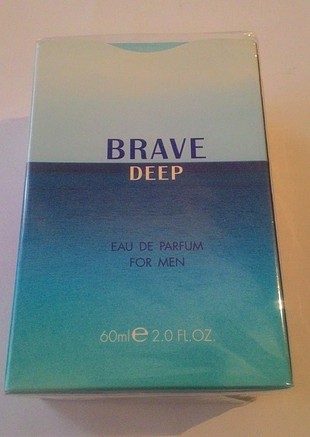 BRAVE
DEEP
EAU DE PARFUM
FOR MEN
60ml℮ 2.0 FL.OZ.